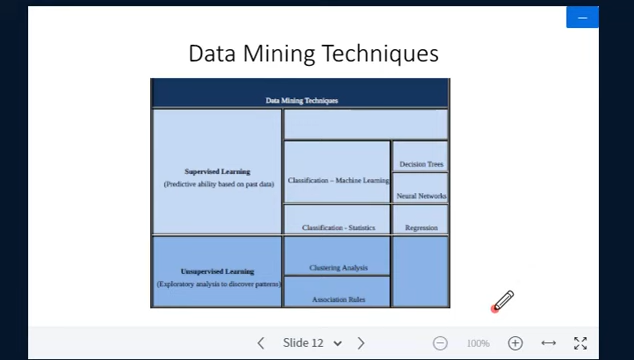 Data Mining Techniques
Data Mining Techniques
Supervised Learning
(Predictive ability based on past data)
Classification – Machine Learning
Decision Trees
Neural Networks
Classification - Statistics
Regression
Unsupervised Learning
(Exploratory analysis to discover patterns)
Clustering Analysis
Association Rules
Slide 12
100%